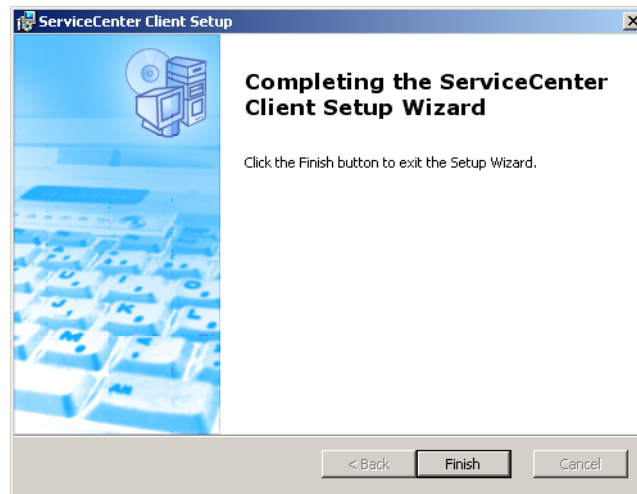 ServiceCenter Client Setup
Completing the ServiceCenter
Client Setup Wizard
Click the Finish button to exit the Setup Wizard.
U
I
O
J
K
L
M
Alt
< Back
Finish
Cancel